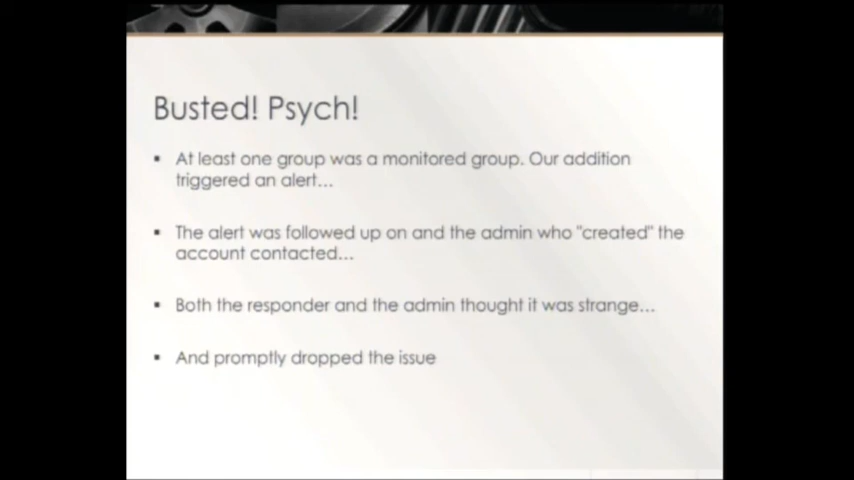 Busted! Psych!
▪ At least one group was a monitored group. Our addition
triggered an alert...
▪ The alert was followed up on and the admin who "created" the
account contacted...
▪ Both the responder and the admin thought it was strange...
▪ And promptly dropped the issue